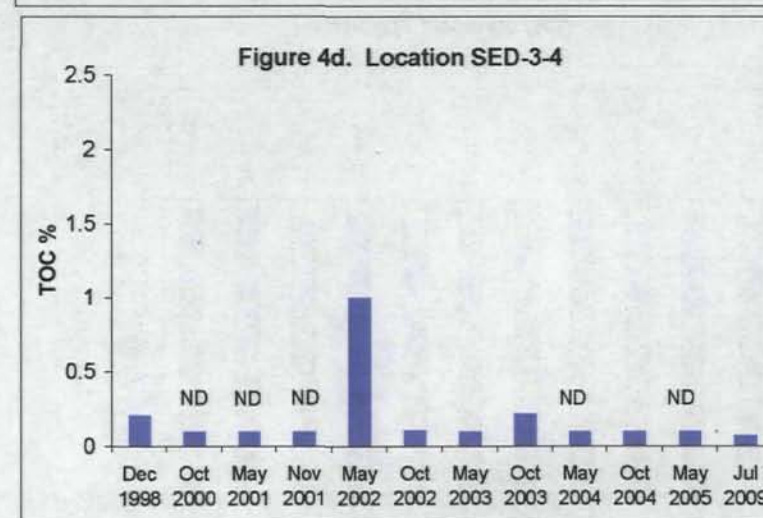 Figure 4d. Location SED-3-4
2.5
2
1.5
1
0.5
0
TOC %
ND ND ND ND ND
Dec Oct May Nov May Oct May Oct May Oct May Jul
1998 2000 2001 2001 2002 2002 2003 2003 2004 2004 2005 2009